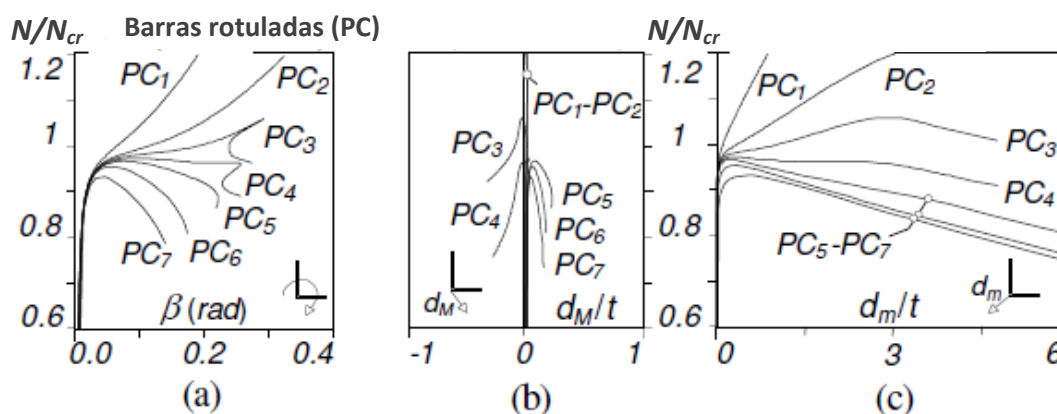 N/Ncr Barras rotuladas (PC) N/Ncr
1.2
1
0.8
0.6
PC1
PC2
PC3
PC4
PC5
PC6
PC7
β (rad)
0.0 0.2 0.4
(a)
PC1-PC2
PC3
PC4
PC5
PC6
PC7
dM
dM/t
-1 0 1
(b)
1.2
1
0.8
0.6
PC1
PC2
PC3
PC4
PC5-PC7
dm
dm/t
0 3 6
(c)